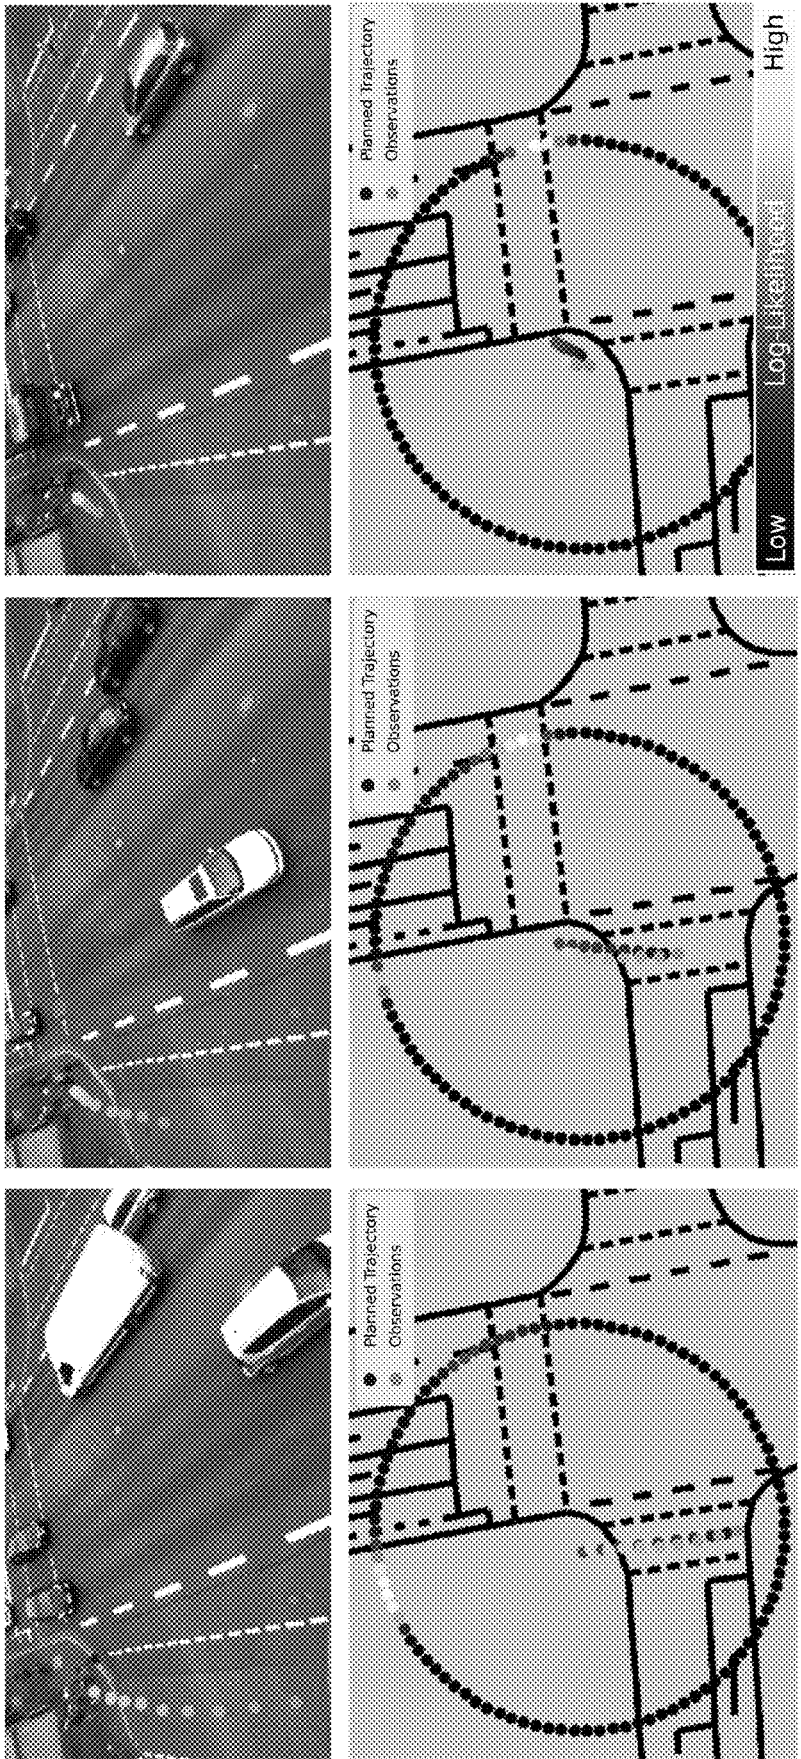 Planned Trajectory
Observations
Low
Log-Likelihood
High
Planned Trajectory
Observations
Planned Trajectory
Observations